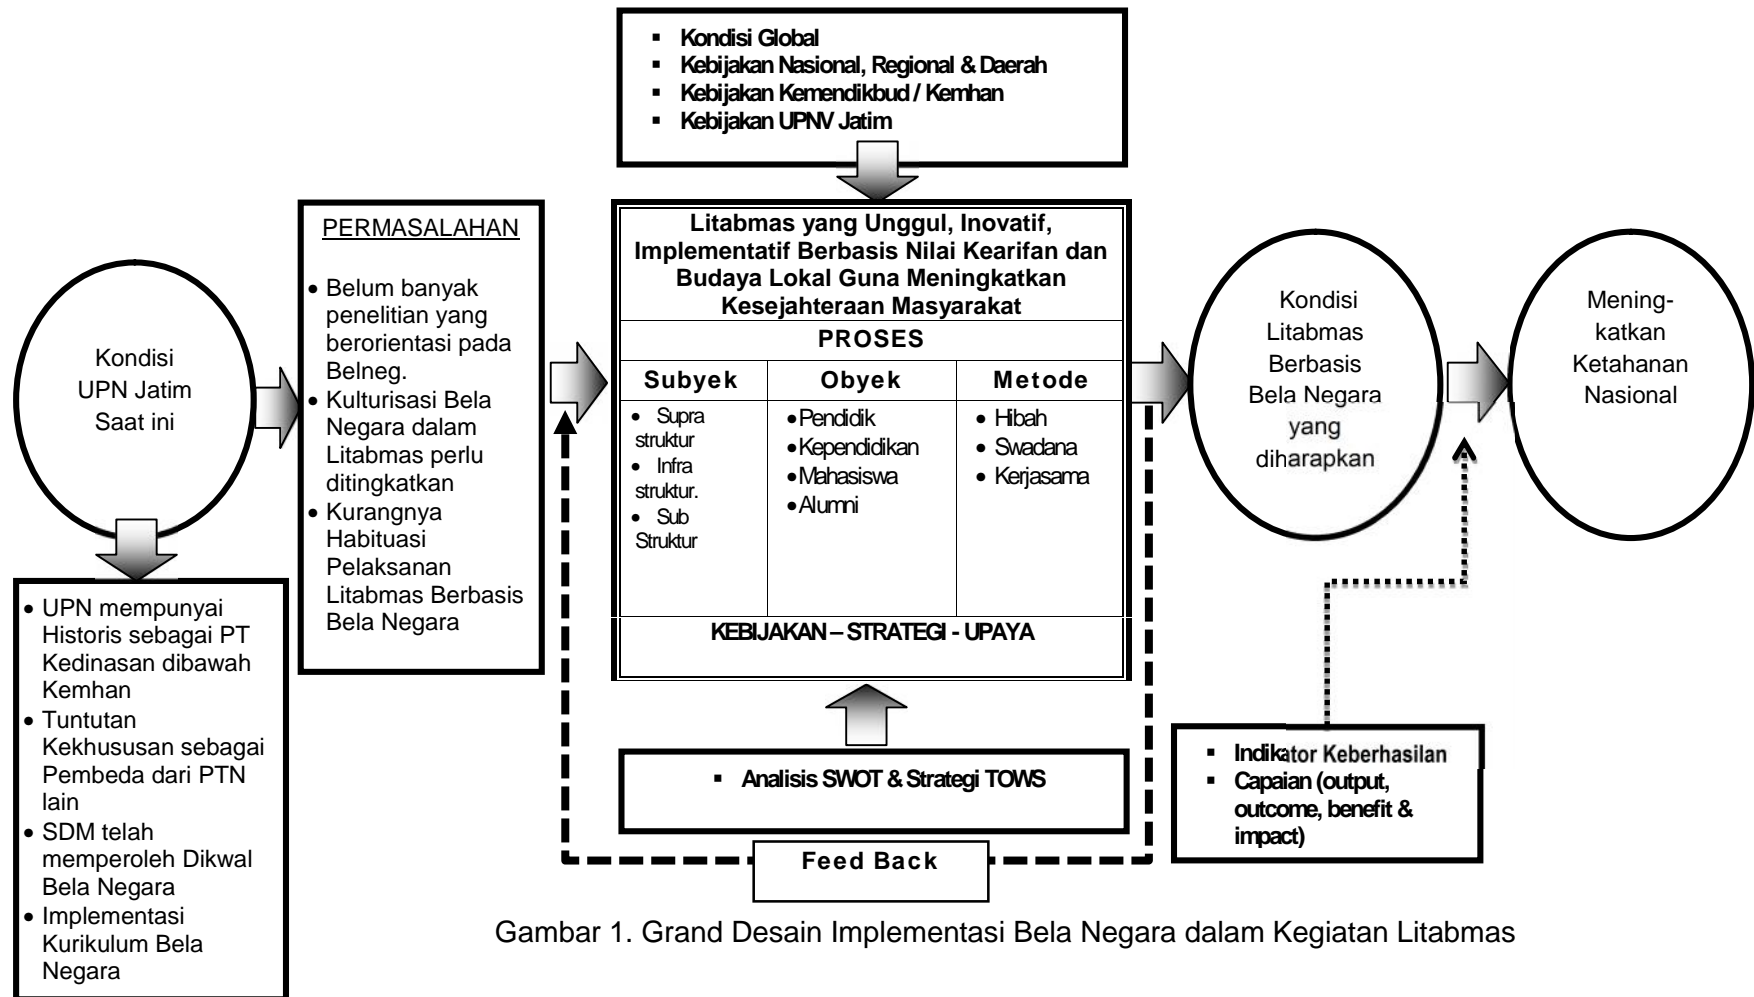 ▪ Kondisi Global
▪ Kebijakan Nasional, Regional & Daerah
▪ Kebijakan Kemendikbud / Kemhan
▪ Kebijakan UPNV Jatim
Kondisi
UPN Jatim
Saat ini
• UPN mempunyai
Historis sebagai PT
Kedinasan dibawah
Kemhan
• Tuntutan
Kekhususan sebagai
Pembeda dari PTN
lain
• SDM telah
memperoleh Dikwal
Bela Negara
• Implementasi
Kurikulum Bela
Negara
PERMASALAHAN
• Belum banyak
penelitian yang
berorientasi pada
Belneg.
• Kulturisasi Bela
Negara dalam
Litabmas perlu
ditingkatkan
• Kurangnya
Habituasi
Pelaksanan
Litabmas Berbasis
Bela Negara
Litabmas yang Unggul, Inovatif,
Implementatif Berbasis Nilai Kearifan dan
Budaya Lokal Guna Meningkatkan
Kesejahteraan Masyarakat
PROSES
Subyek
Obyek
Metode
• Supra
struktur
• Infra
struktur.
• Sub
Struktur
• Pendidik
• Kependidikan
• Mahasiswa
• Alumni
• Hibah
• Swadana
• Kerjasama
KEBIJAKAN – STRATEGI - UPAYA
▪ Analisis SWOT & Strategi TOWS
Feed Back
Kondisi
Litabmas
Berbasis
Bela Negara
yang
diharapkan
Mening-
katkan
Ketahanan
Nasional
▪ Indikator Keberhasilan
▪ Capaian (output,
outcome, benefit &
impact)
Gambar 1. Grand Desain Implementasi Bela Negara dalam Kegiatan Litabmas